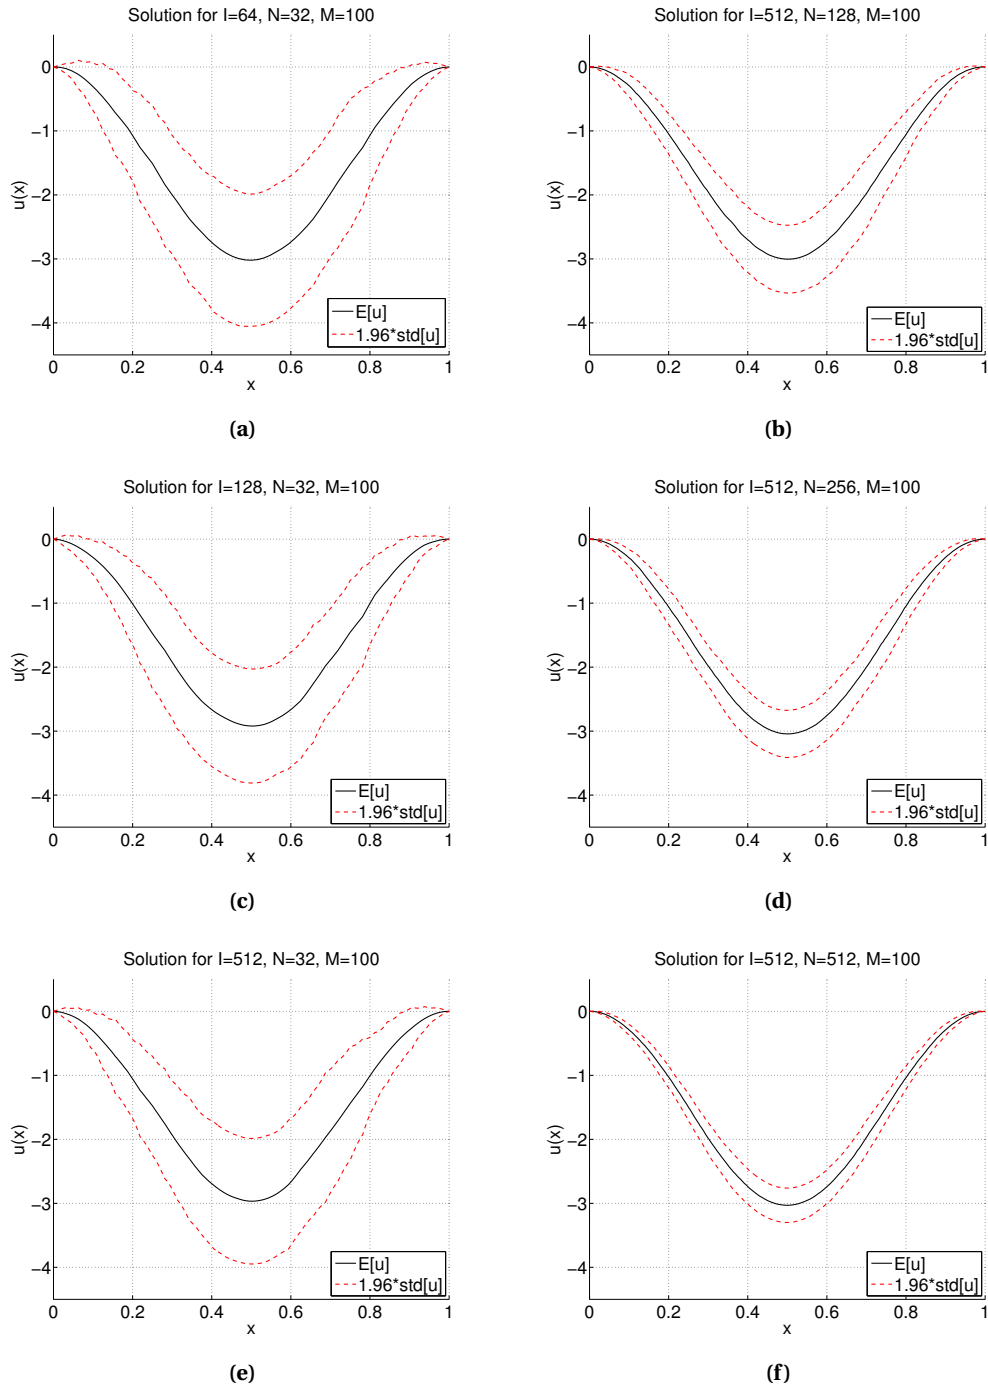 Solution for I=64, N=32, M=100
0
−1
−2
−3
−4
u(x)
E[u]
1.96*std[u]
0 0.2 0.4 0.6 0.8 1
x
(a)
Solution for I=512, N=128, M=100
0
−1
−2
−3
−4
u(x)
E[u]
1.96*std[u]
0 0.2 0.4 0.6 0.8 1
x
(b)
Solution for I=128, N=32, M=100
0
−1
−2
−3
−4
u(x)
E[u]
1.96*std[u]
0 0.2 0.4 0.6 0.8 1
x
(c)
Solution for I=512, N=256, M=100
0
−1
−2
−3
−4
u(x)
E[u]
1.96*std[u]
0 0.2 0.4 0.6 0.8 1
x
(d)
Solution for I=512, N=32, M=100
0
−1
−2
−3
−4
u(x)
E[u]
1.96*std[u]
0 0.2 0.4 0.6 0.8 1
x
(e)
Solution for I=512, N=512, M=100
0
−1
−2
−3
−4
u(x)
E[u]
1.96*std[u]
0 0.2 0.4 0.6 0.8 1
x
(f)